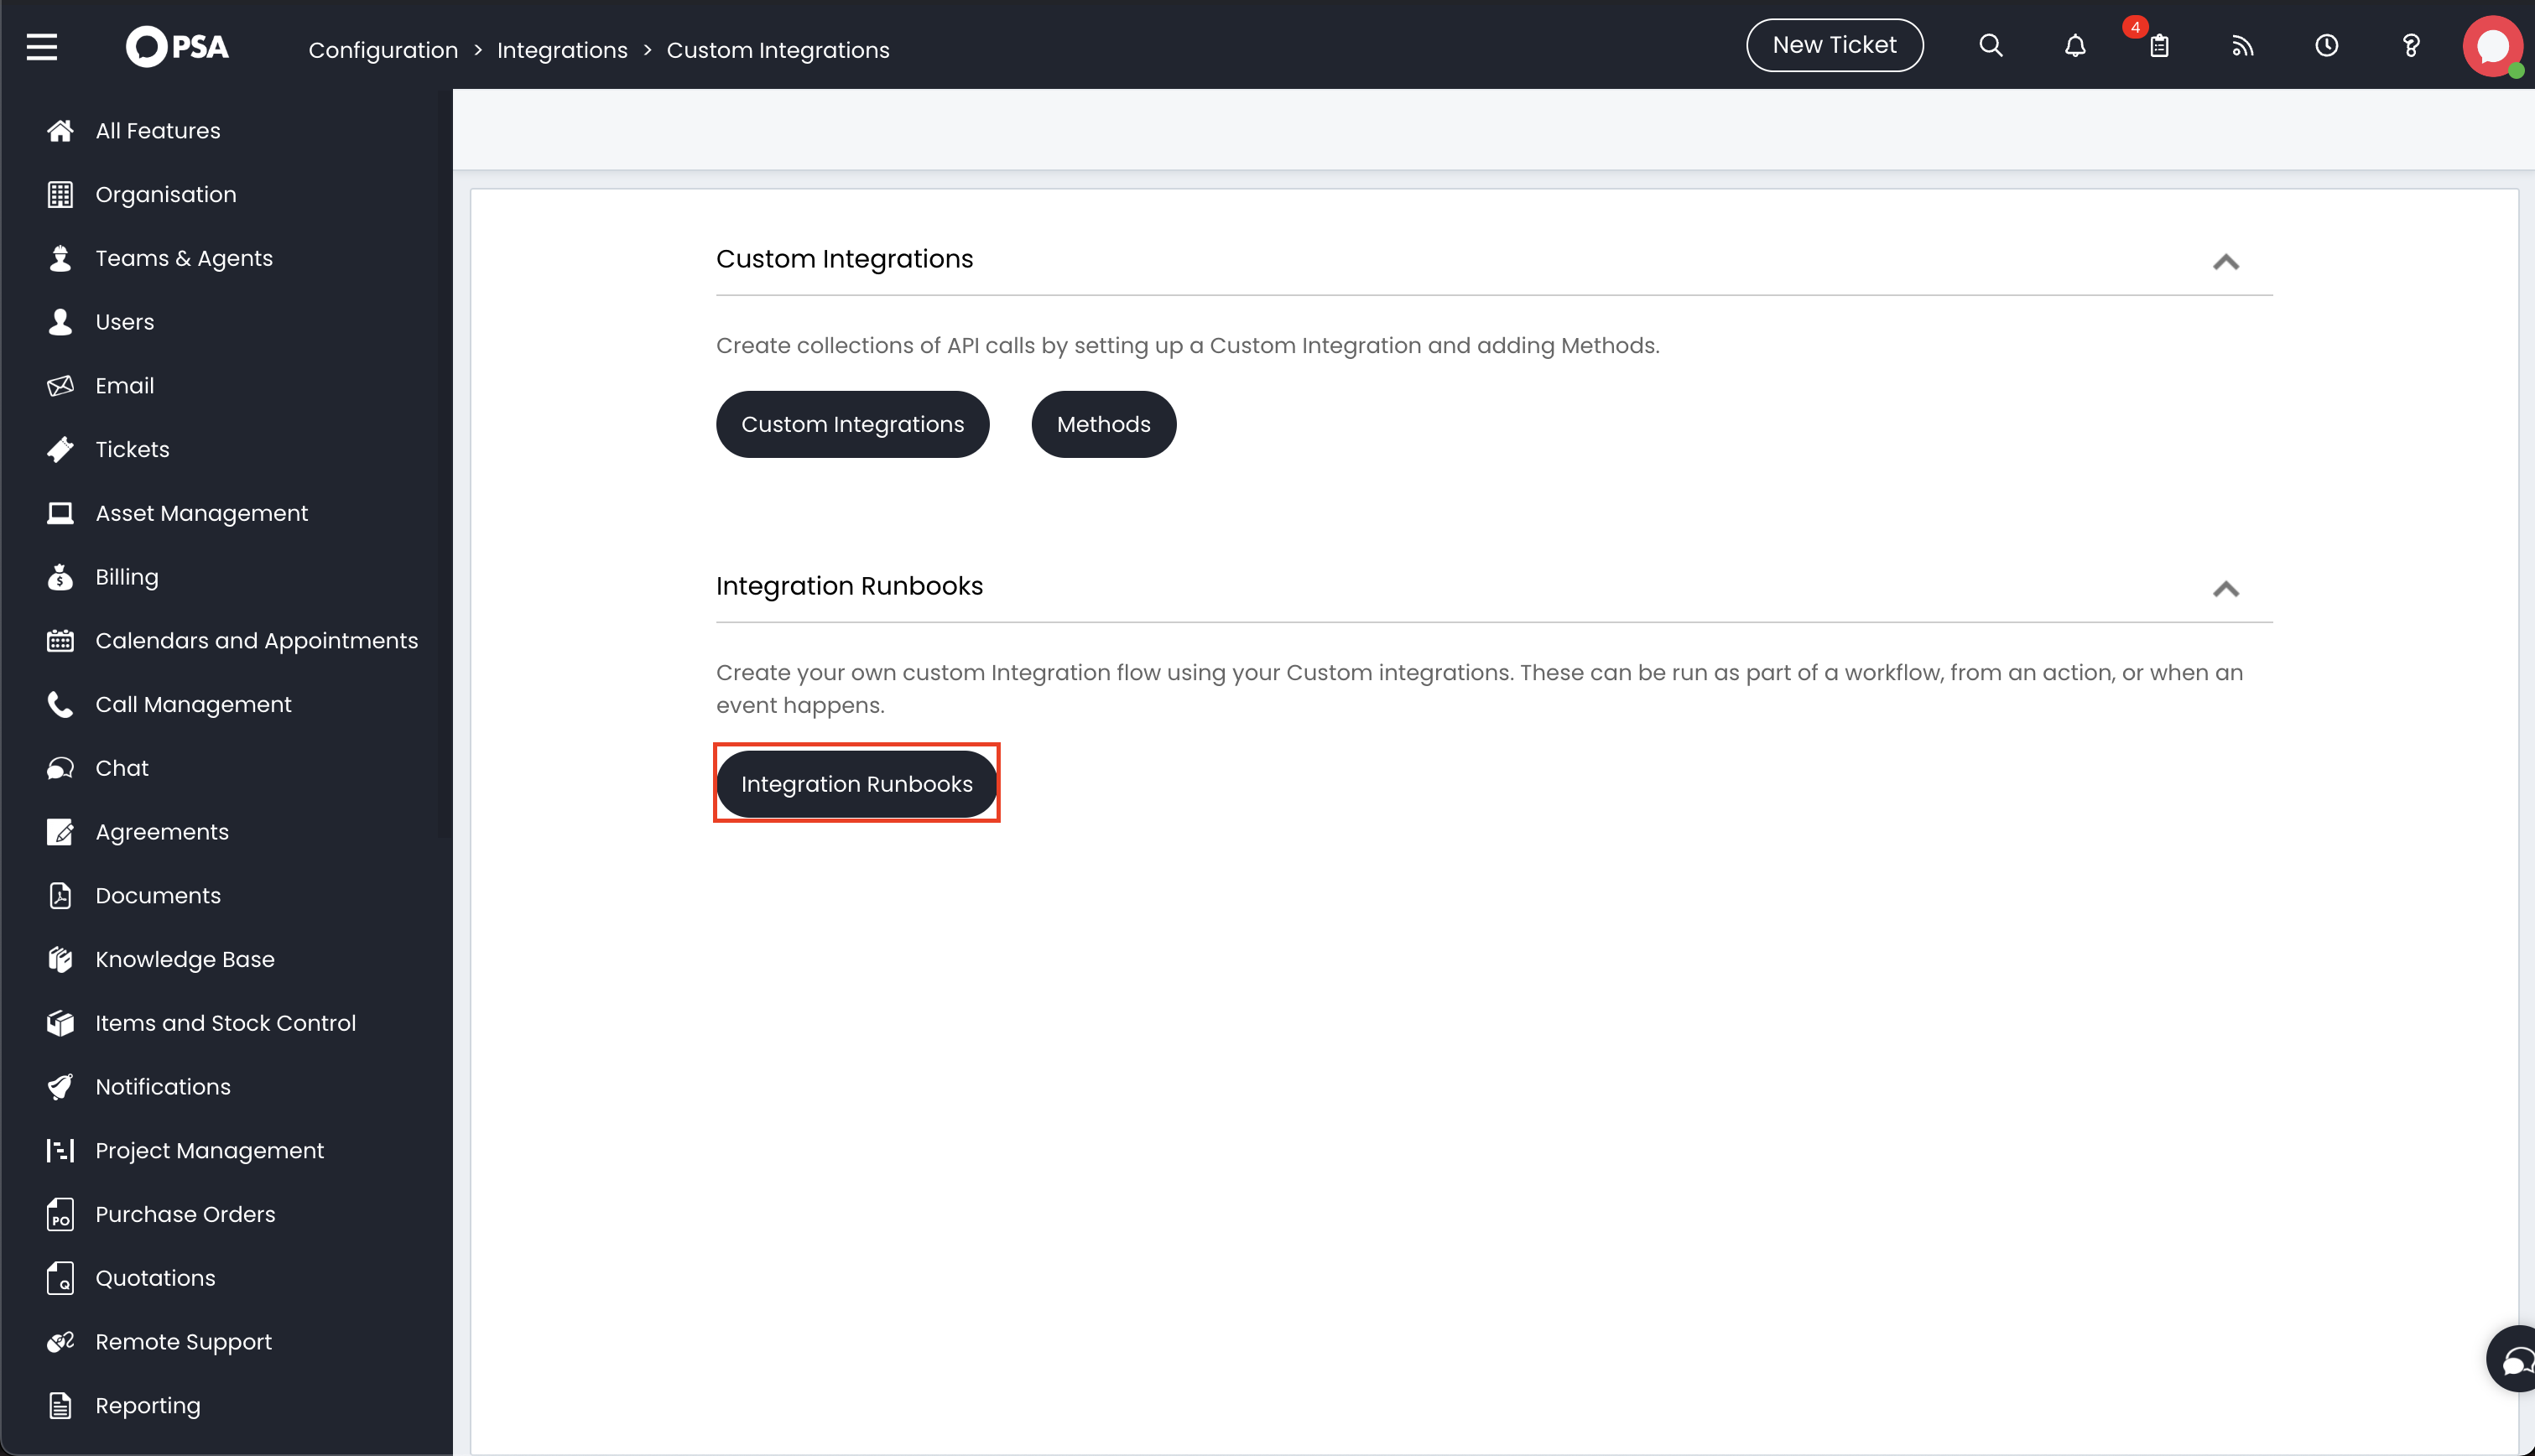 PSA
Configuration > Integrations > Custom Integrations
New Ticket
4
All Features
Organisation
Teams & Agents
Users
Email
Tickets
Asset Management
Billing
Calendars and Appointments
Call Management
Chat
Agreements
Documents
Knowledge Base
Items and Stock Control
Notifications
Project Management
PO
Purchase Orders
Q
Quotations
Remote Support
Reporting
Custom Integrations
Create collections of API calls by setting up a Custom Integration and adding Methods.
Custom Integrations
Methods
Integration Runbooks
Create your own custom Integration flow using your Custom integrations. These can be run as part of a workflow, from an action, or when an
event happens.
Integration Runbooks